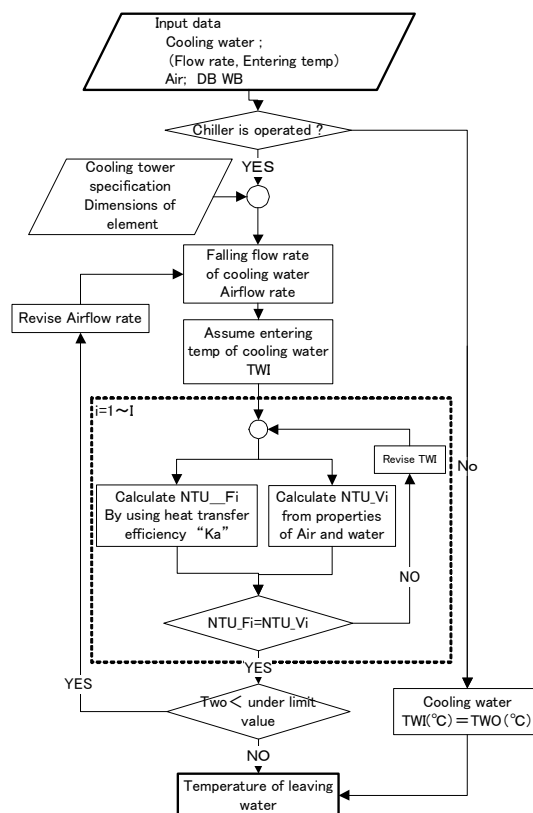 Input data
Cooling water ;
(Flow rate, Entering temp)
Air; DB WB
Chiller is operated ?
YES
Cooling tower
specification
Dimensions of
element
Falling flow rate
of cooling water
Airflow rate
Revise Airflow rate
Assume entering
temp of cooling water
TWI
i=1～I
Revise TWI
No
Calculate NTU__Fi
By using heat transfer
efficiency “Ka”
Calculate NTU_Vi
from properties
of Air and water
NO
NTU_Fi=NTU_Vi
YES
YES
Two＜ under limit
value
Cooling water
TWI(℃)＝TWO(℃)
NO
Temperature of leaving
water